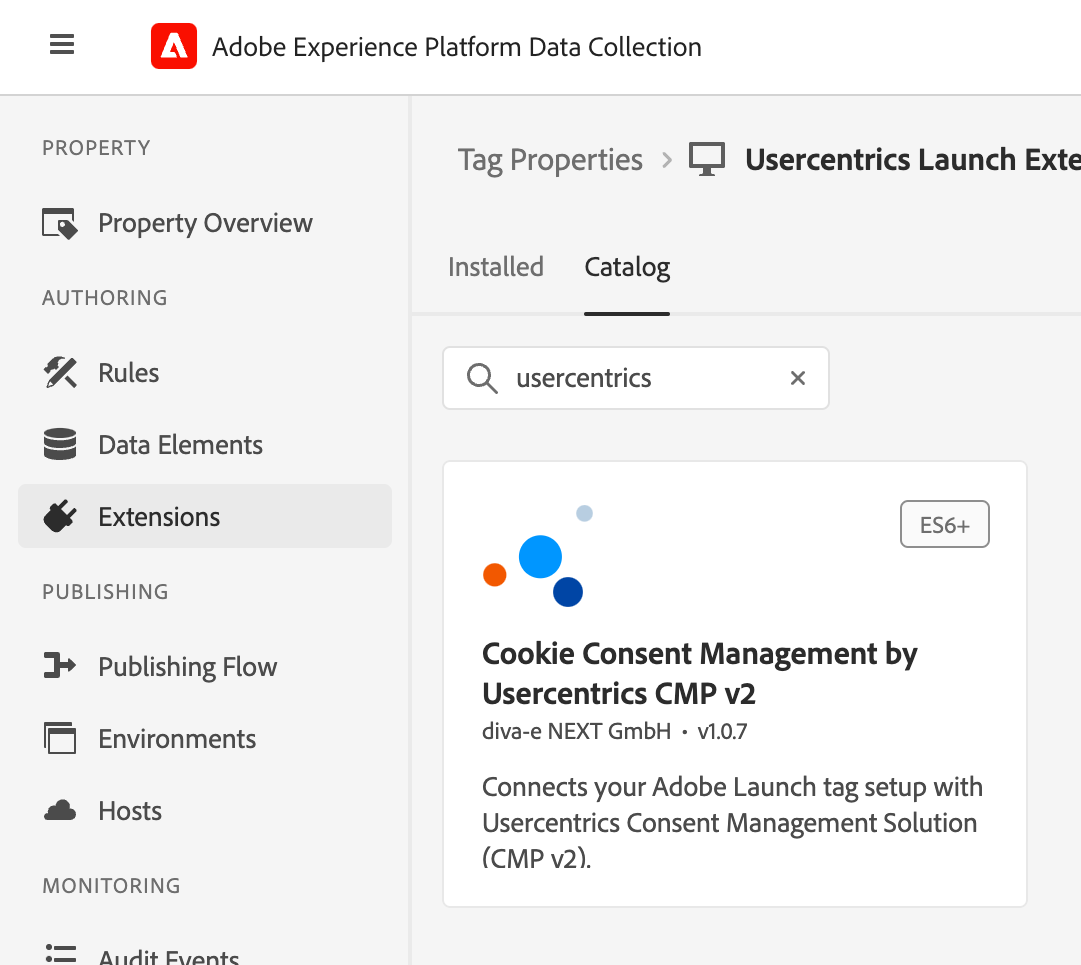 Adobe Experience Platform Data Collection
PROPERTY
Property Overview
AUTHORING
Rules
Data Elements
Extensions
PUBLISHING
Publishing Flow
Environments
Hosts
MONITORING
Audit Events
Tag Properties > Usercentrics Launch Exte
Installed Catalog
usercentrics
ES6+
Cookie Consent Management by
Usercentrics CMP v2
diva-e NEXT GmbH • v1.0.7
Connects your Adobe Launch tag setup with
Usercentrics Consent Management Solution
(CMP v2).